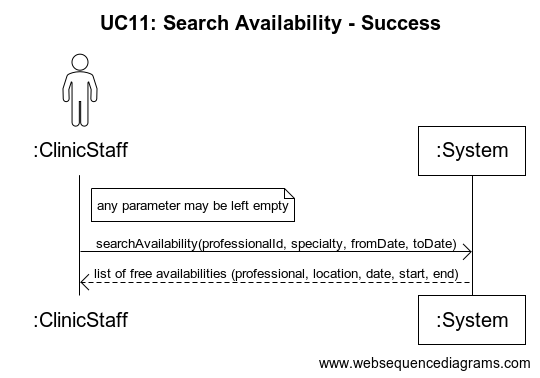 UC11: Search Availability - Success
:ClinicStaff
:System
any parameter may be left empty
searchAvailability(professionalId, specialty, fromDate, toDate)
list of free availabilities (professional, location, date, start, end)
:ClinicStaff
:System
www.websequencediagrams.com